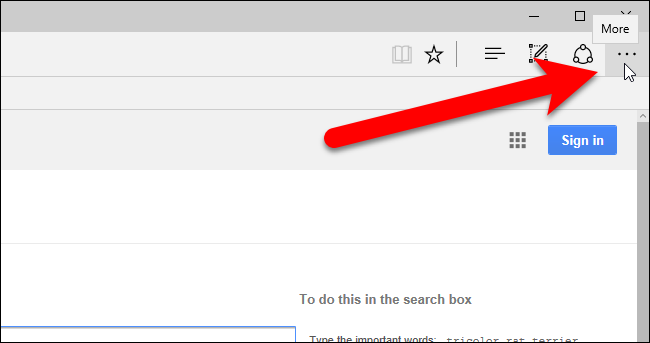 More
Sign in
To do this in the search box
Type the important words: tricolor rat terrier